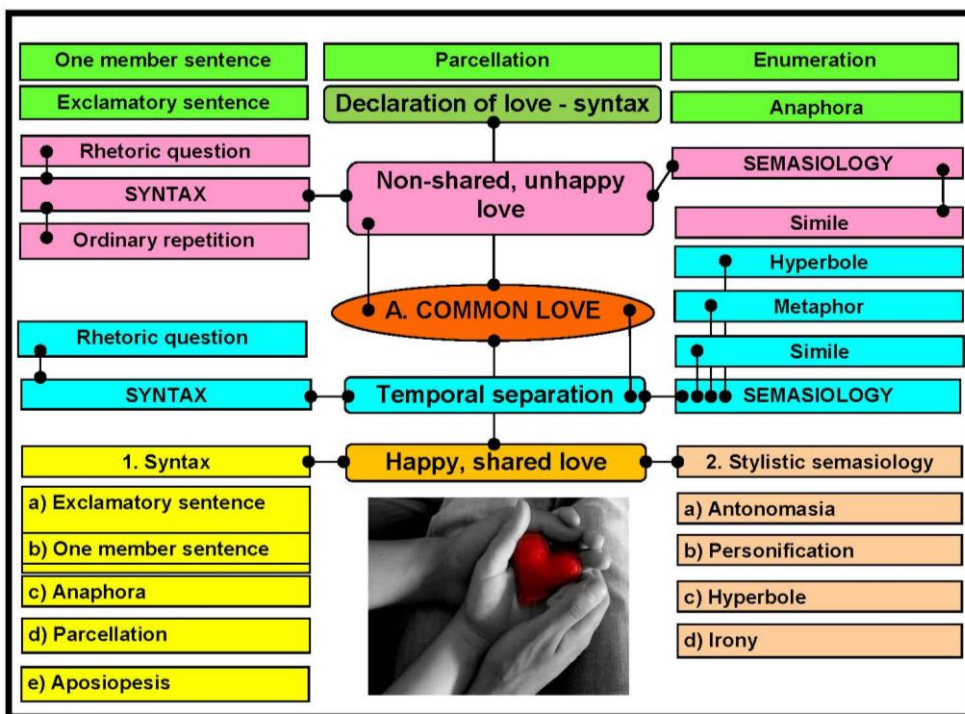 One member sentence
Parcellation
Enumeration
Exclamatory sentence
Declaration of love - syntax
Anaphora
Rhetoric question
SYNTAX
Ordinary repetition
Non-shared, unhappy
love
SEMASIOLOGY
Simile
Hyperbole
Metaphor
Simile
SEMASIOLOGY
A. COMMON LOVE
Rhetoric question
SYNTAX
Temporal separation
1. Syntax
Happy, shared love
2. Stylistic semasiology
a) Exclamatory sentence
b) One member sentence
c) Anaphora
d) Parcellation
e) Aposiopesis
a) Antonomasia
b) Personification
c) Hyperbole
d) Irony